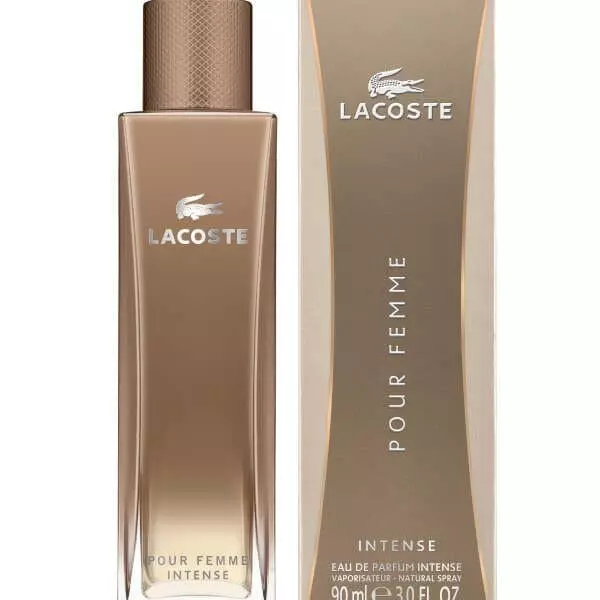 LACOSTE
POUR FEMME
INTENSE
LACOSTE
POUR FEMME
INTENSE
EAU DE PARFUM INTENSE
VAPORISATEUR - NATURAL SPRAY
90 ml e 3.0 FL.OZ